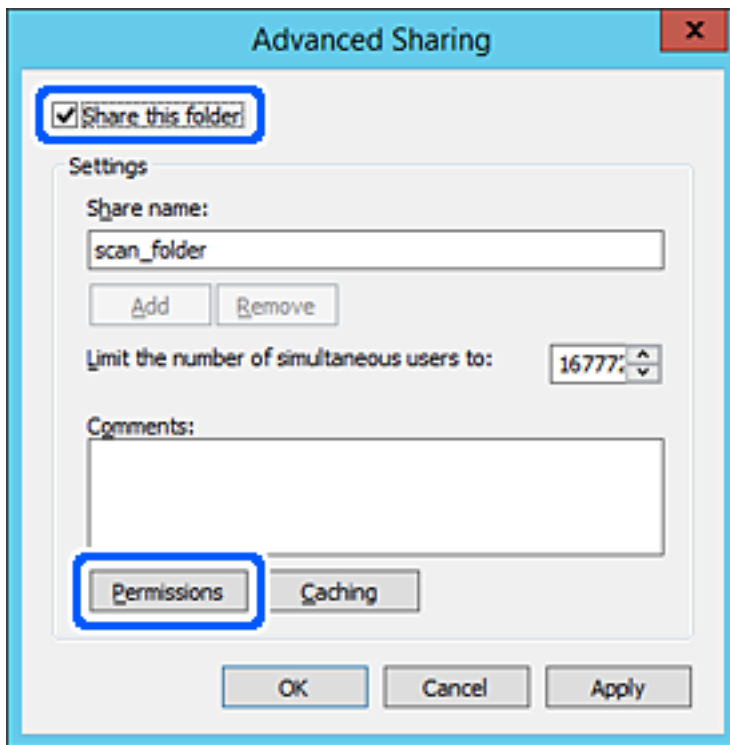 Advanced Sharing
x
Share this folder
Settings
Share name:
scan_folder
Add Remove
Limit the number of simultaneous users to:
Comments:
Permissions Caching
OK Cancel Apply